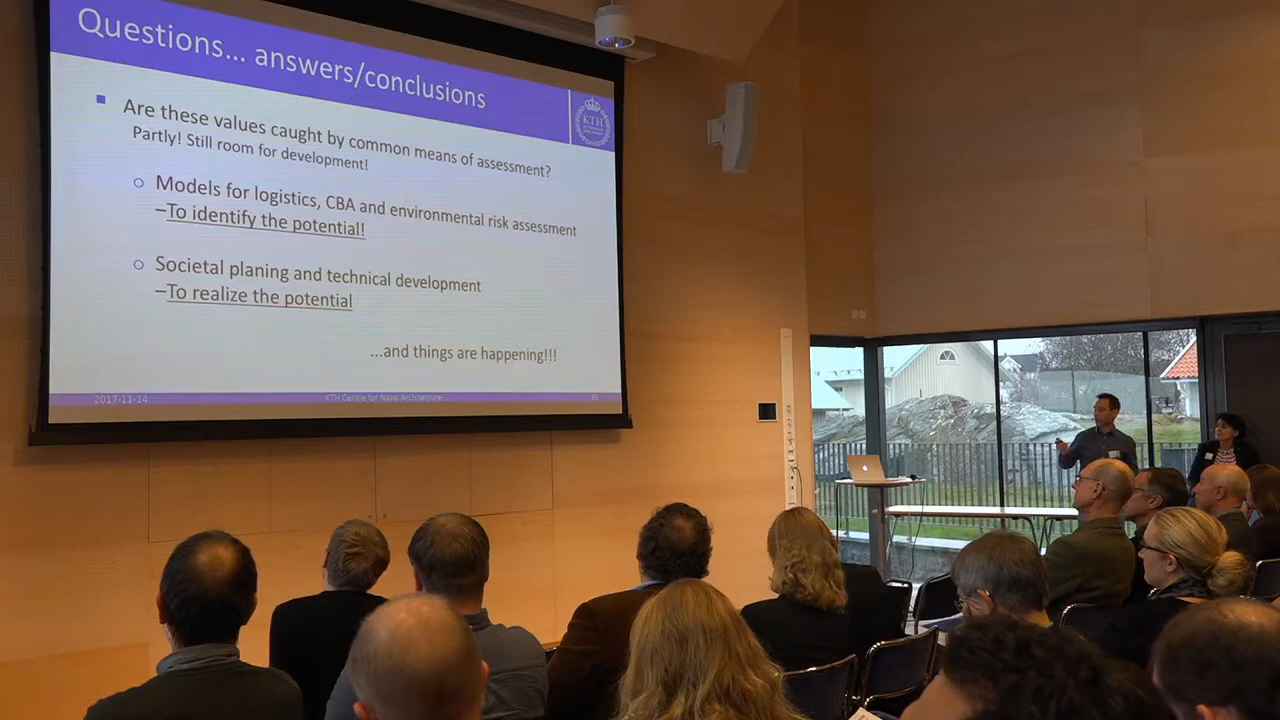 Questions... answers/conclusions
KTH
Are these values caught by common means of assessment?
Partly! Still room for development!
Models for logistics, CBA and environmental risk assessment
–To identify the potential!
Societal planing and technical development
–To realize the potential
...and things are happening!!!
2017-11-14 KTH Centre for Naval Architecture